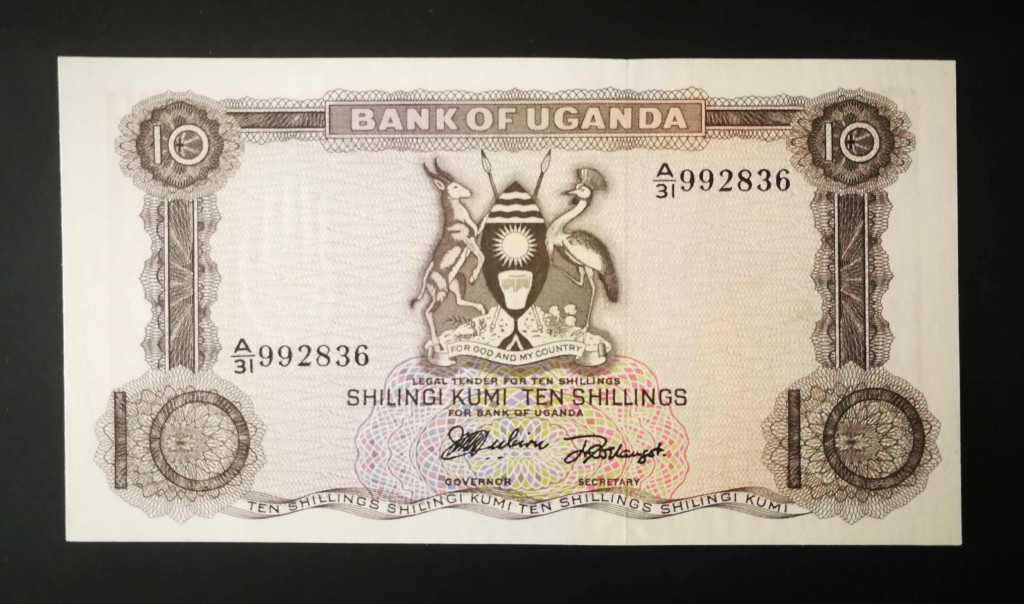 BANK OF UGANDA
10
10
A/31 992836
A/31 992836
FOR GOD AND MY COUNTRY
LEGAL TENDER FOR TEN SHILLINGS
SHILINGI KUMI TEN SHILLINGS
FOR BANK OF UGANDA
GOVERNOR SECRETARY
10
10
TEN SHILLINGS SHILINGI KUMI TEN SHILLINGS SHILINGI KUMI